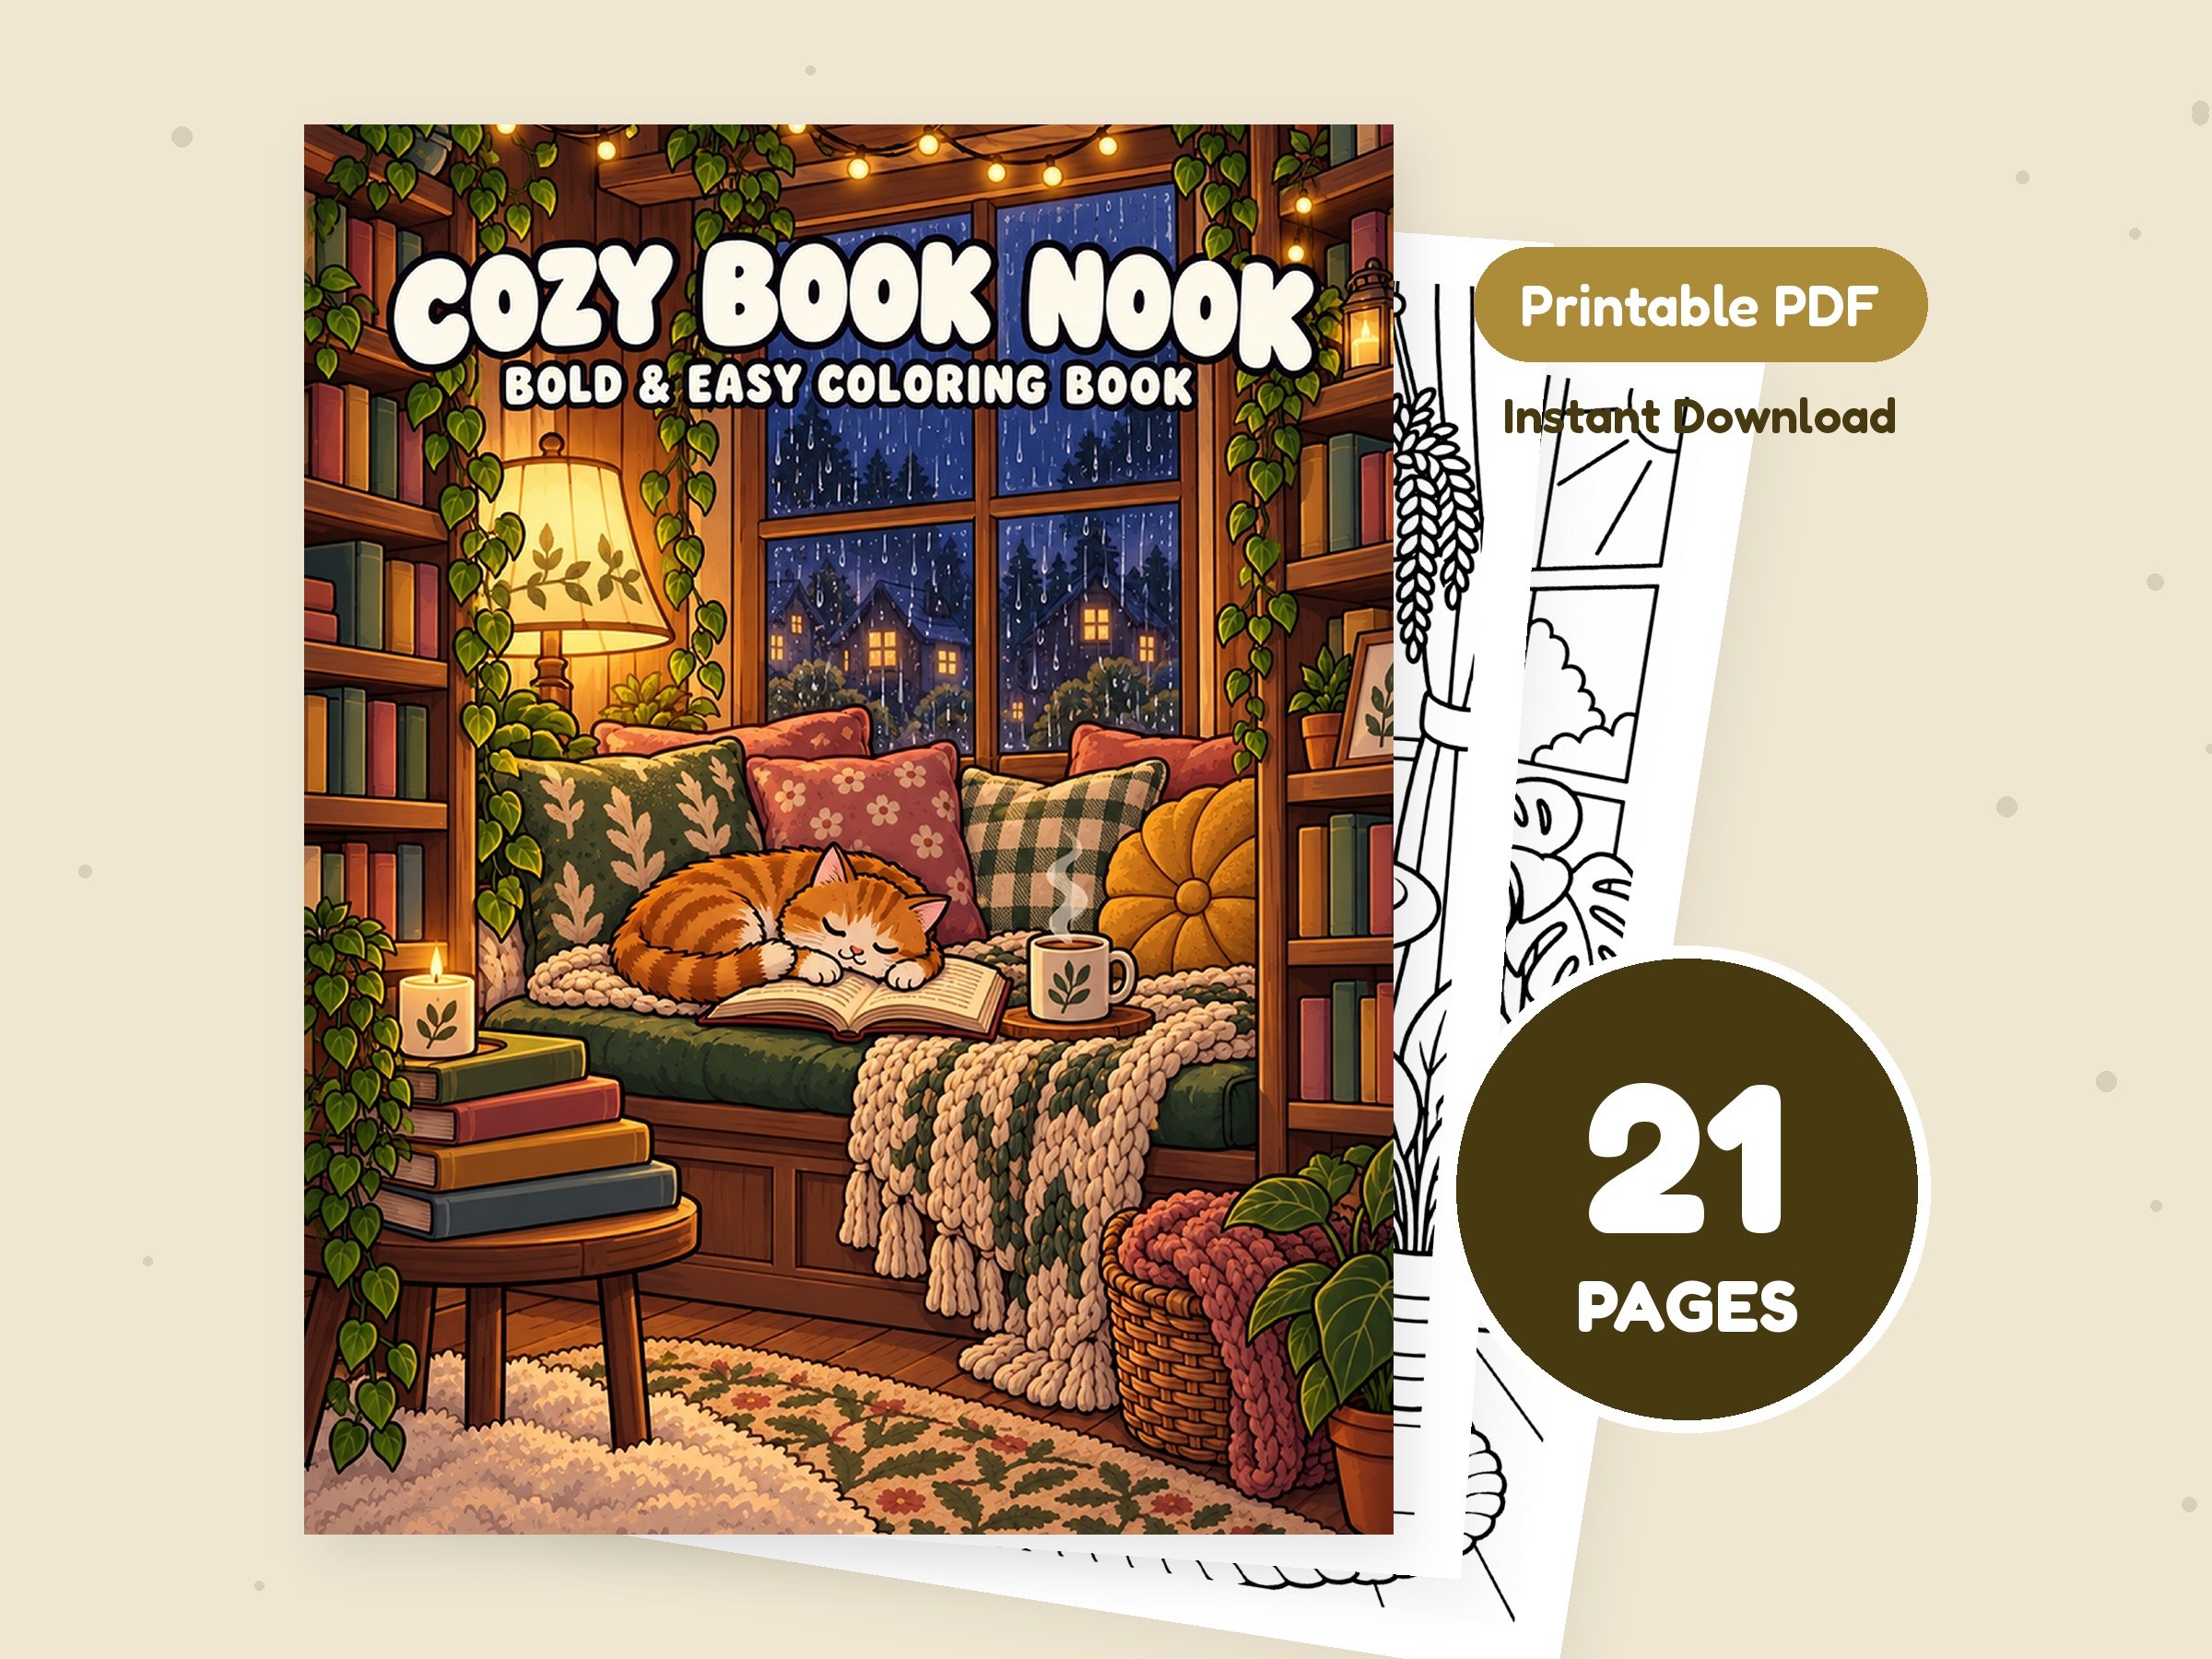 COZY BOOK NOOK
BOLD & EASY COLORING BOOK
Printable PDF
Instant Download
21
PAGES